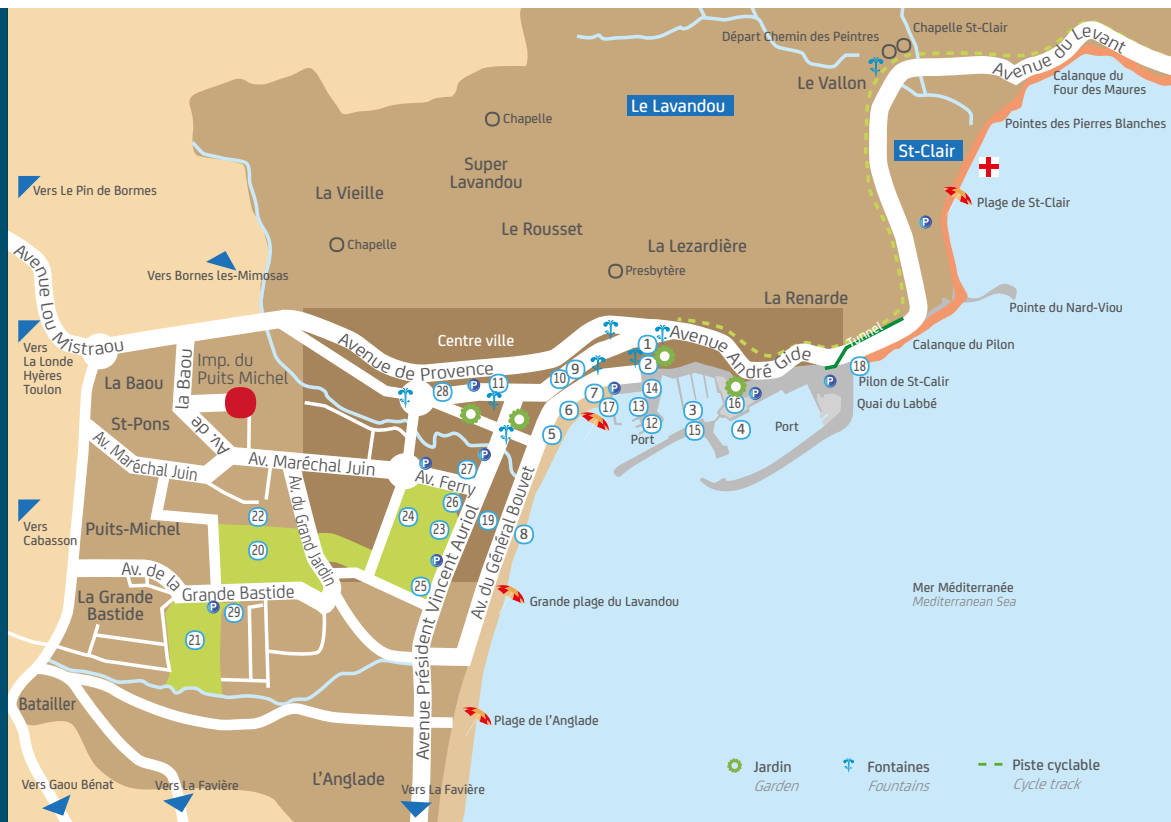 Départ Chemin des Peintres
Chapelle St-Clair
Avenue du Levant
Le Vallon
Calanque du
Four des Maures
Le Lavandou
Chapelle
Pointes des Pierres Blanches
St-Clair
Super
Lavandou
Vers Le Pin de Bormes
La Vieille
Plage de St-Clair
P
Le Rousset
Chapelle
La Lezardière
Avenue Lou Mistraou
Vers Bornes les-Mimosas
Presbytère
La Renarde
Pointe du Nard-Viou
Vers
La Londe
Hyères
Toulon
Centre ville
Avenue de Provence
Avenue André Gide
Tunnel
Calanque du Pilon
1
2
9
10
18
Imp. du
Puits Michel
La Baou
Av. de
la Baou
28
P
11
7
P
14
16
P
P
Pilon de St-Calir
Quai du Labbé
6
17
13
3
St-Pons
12
15
4
Port
Port
5
Av. Maréchal Juin
Av. Maréchal Juin
P
P
27
Av. Ferry
Av. du Grand Jardin
Av. du Général Bouvet
26
22
24
23
19
8
Vers
Cabasson
Puits-Michel
20
P
Avenue Président Vincent Auriol
Av. de la
Grande Bastide
25
La Grande
Bastide
P
29
Grande plage du Lavandou
Mer Méditerranée
Mediterranean Sea
21
Batailler
Plage de l'Anglade
L'Anglade
Vers Gaou Bénat
Vers La Favière
Vers La Favière
Jardin
Garden
Fontaines
Fountains
Piste cyclable
Cycle track